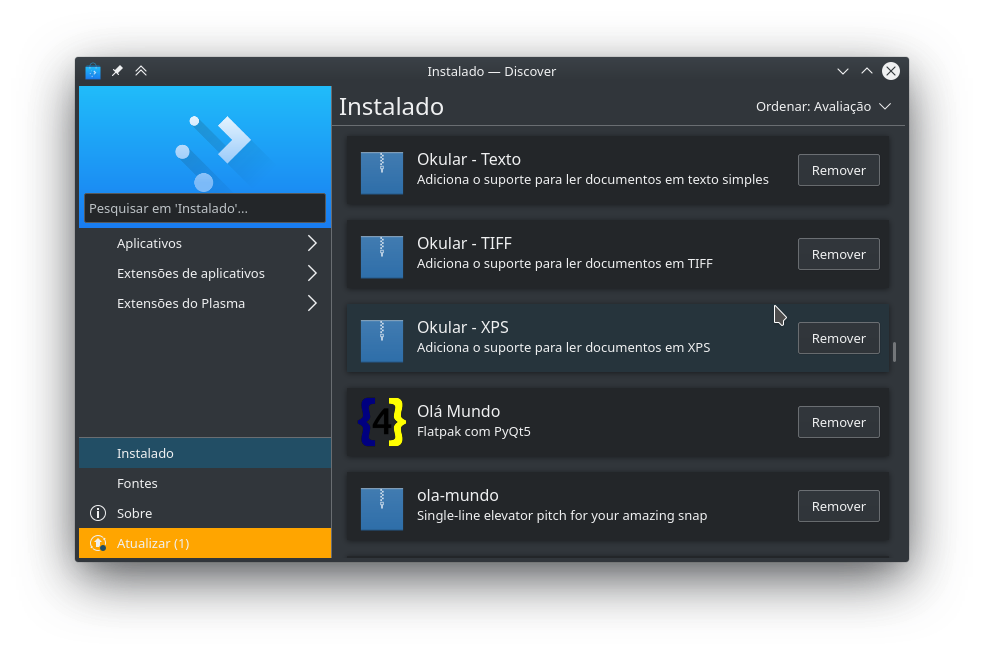 Instalado — Discover
Pesquisar em 'Instalado'...
Aplicativos
Extensões de aplicativos
Extensões do Plasma
Instalado
Fontes
Sobre
Atualizar (1)
Instalado
Ordenar: Avaliação
Okular - Texto
Adiciona o suporte para ler documentos em texto simples
Remover
Okular - TIFF
Adiciona o suporte para ler documentos em TIFF
Remover
Okular - XPS
Adiciona o suporte para ler documentos em XPS
Remover
{4}
Olá Mundo
Flatpak com PyQt5
Remover
ola-mundo
Single-line elevator pitch for your amazing snap
Remover